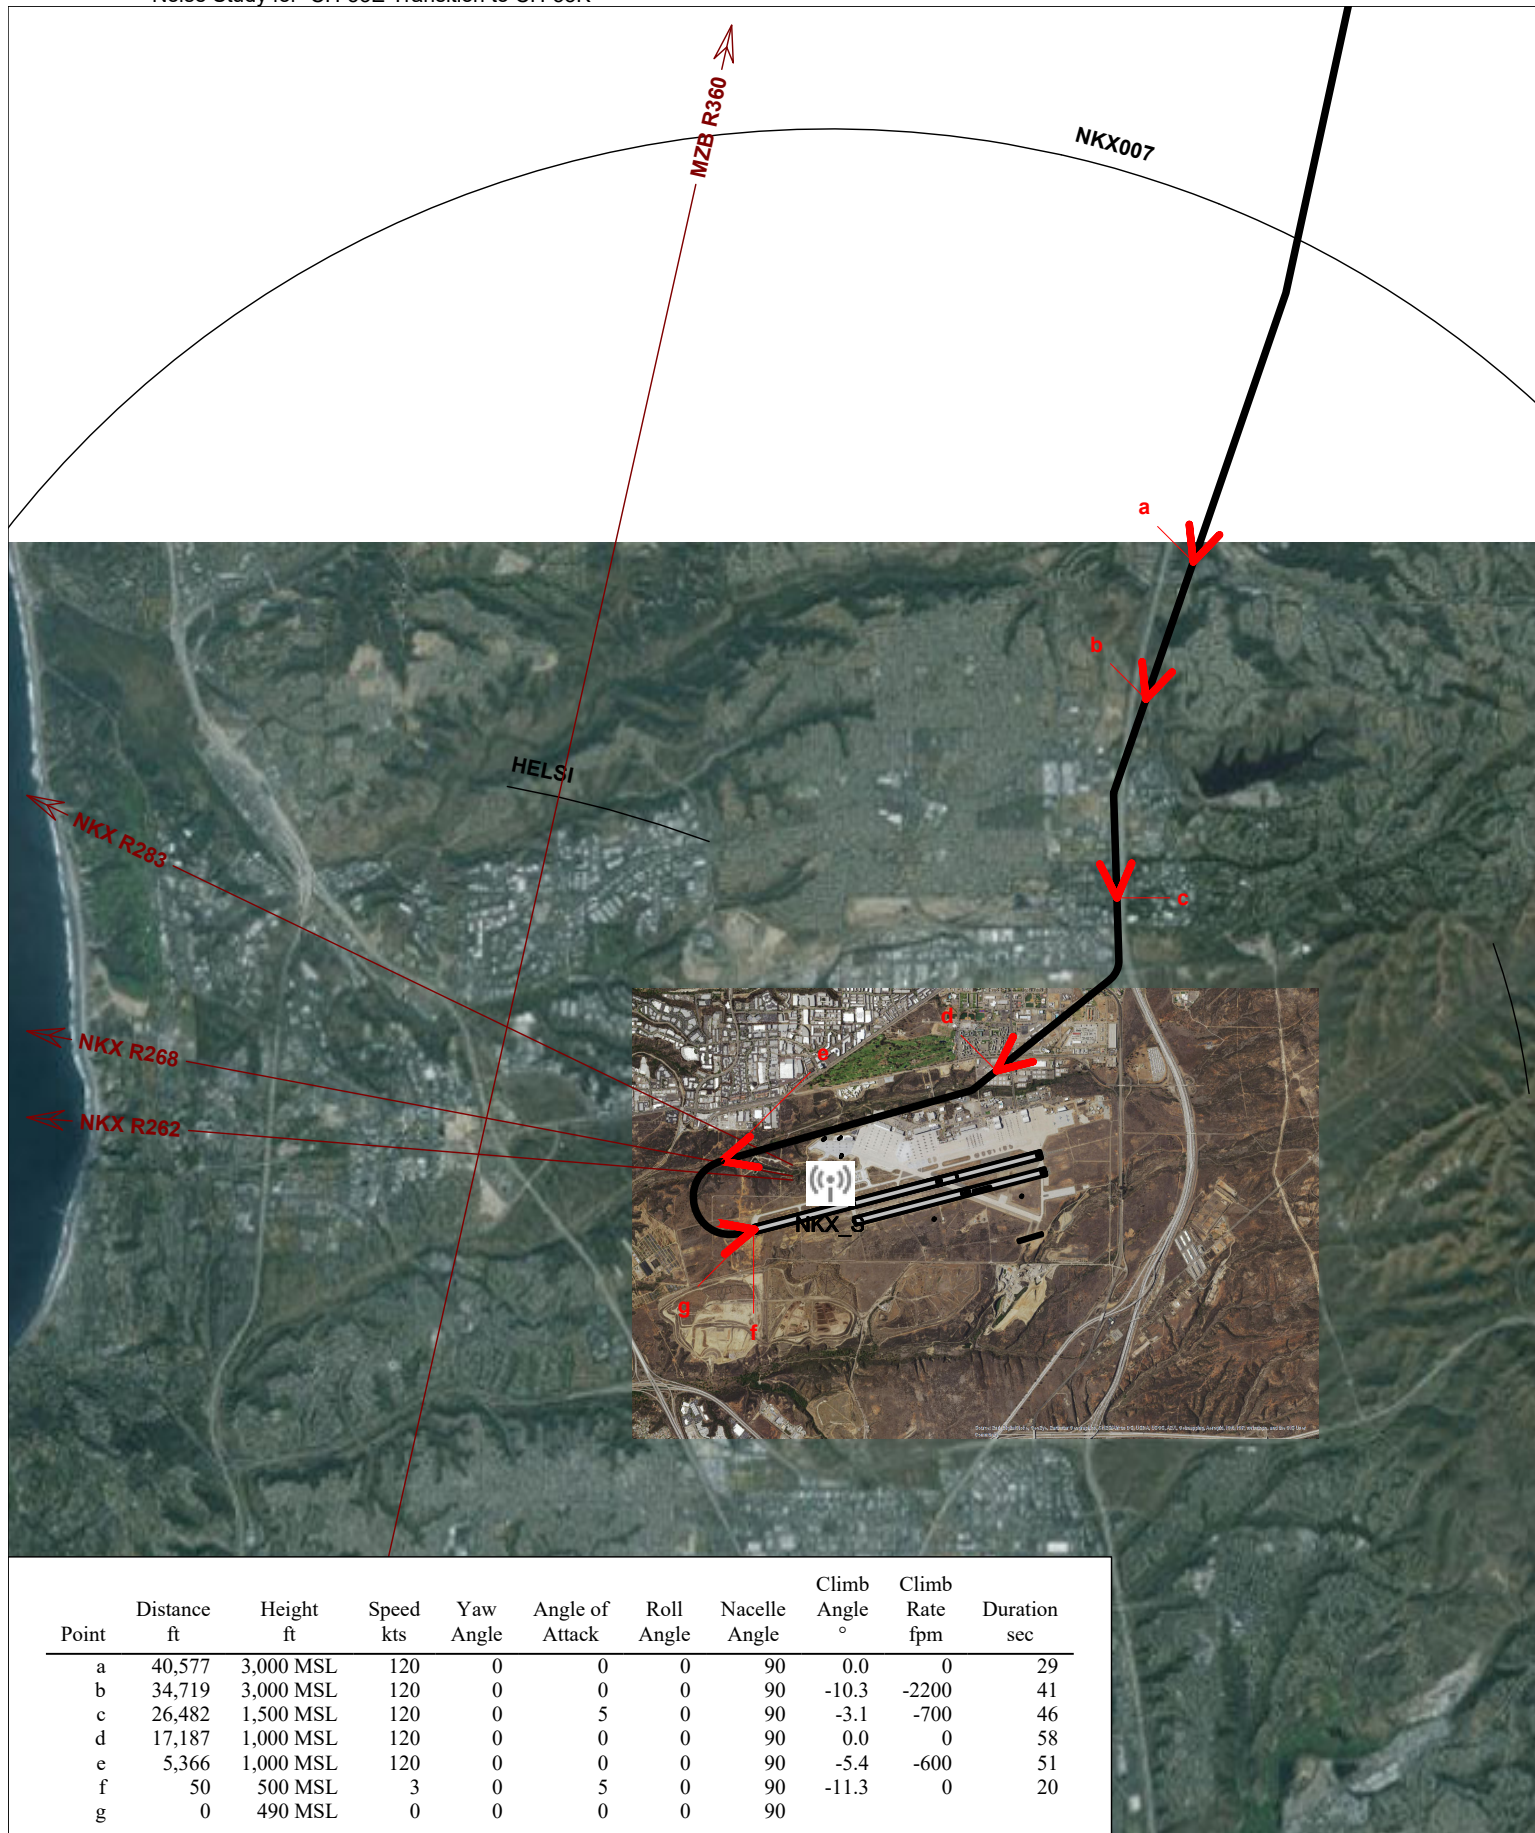 MZB R360
NKX007
a
b
HELSI
NKX R283
c
d
NKX R268
e
NKX R262
NKX_S
g
f
Point Distance ft Height ft Speed kts Yaw Angle Angle of Attack Roll Angle Nacelle Angle Climb Angle ° Climb Rate fpm Duration sec
a 40,577 3,000 MSL 120 0 0 0 90 0.0 0 29
b 34,719 3,000 MSL 120 0 0 0 90 -10.3 -2200 41
c 26,482 1,500 MSL 120 0 5 0 90 -3.1 -700 46
d 17,187 1,000 MSL 120 0 0 0 90 0.0 0 58
e 5,366 1,000 MSL 120 0 0 0 90 -5.4 -600 51
f 50 500 MSL 3 0 5 0 90 -11.3 0 20
g 0 490 MSL 0 0 0 0 90